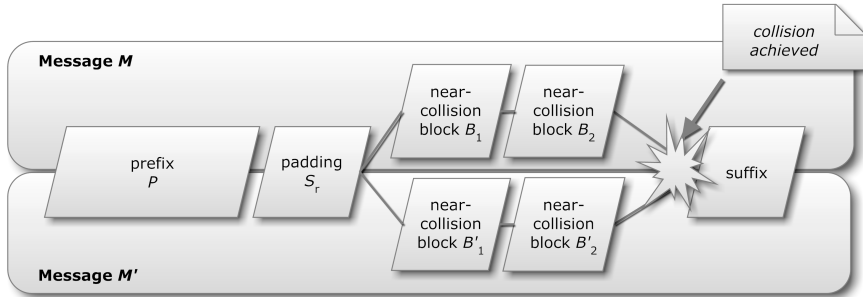 collision
achieved
Message M
near-
collision
block B₁
near-
collision
block B₂
prefix
P
padding
Sᵣ
suffix
near-
collision
block B'₁
near-
collision
block B'₂
Message M'